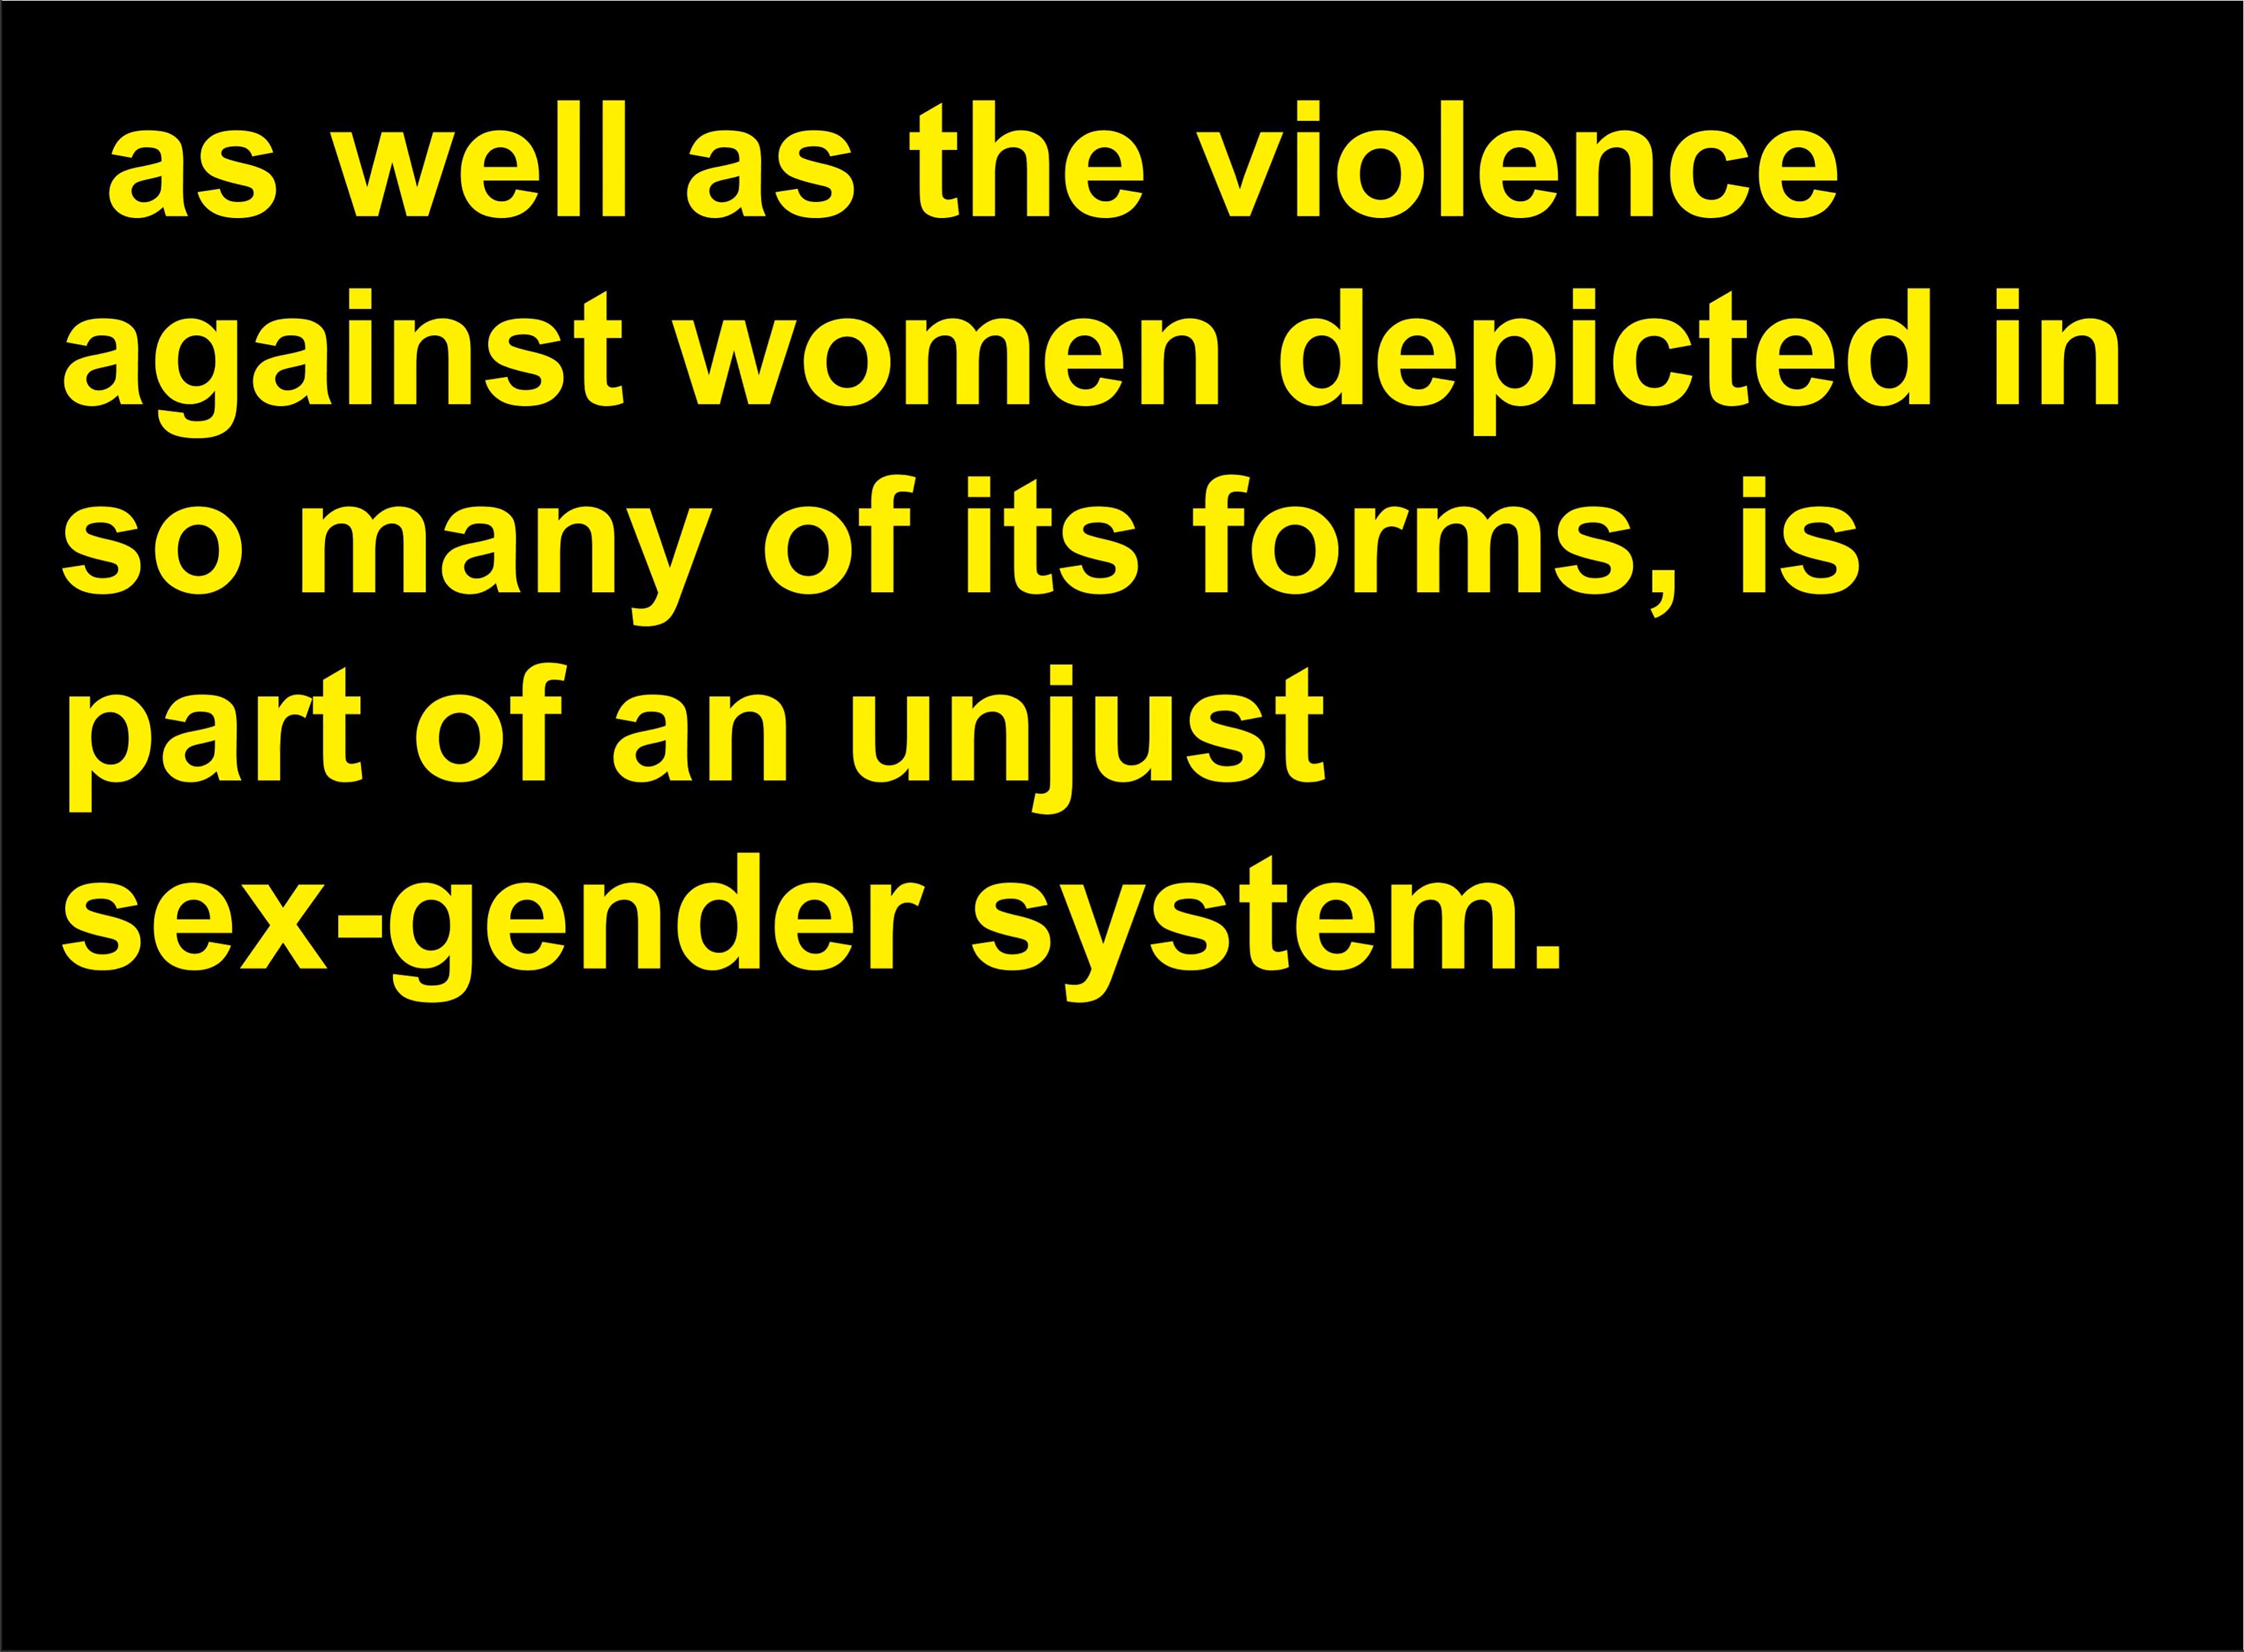 as well as the violence
against women depicted in
so many of its forms, is
part of an unjust
sex-gender system.